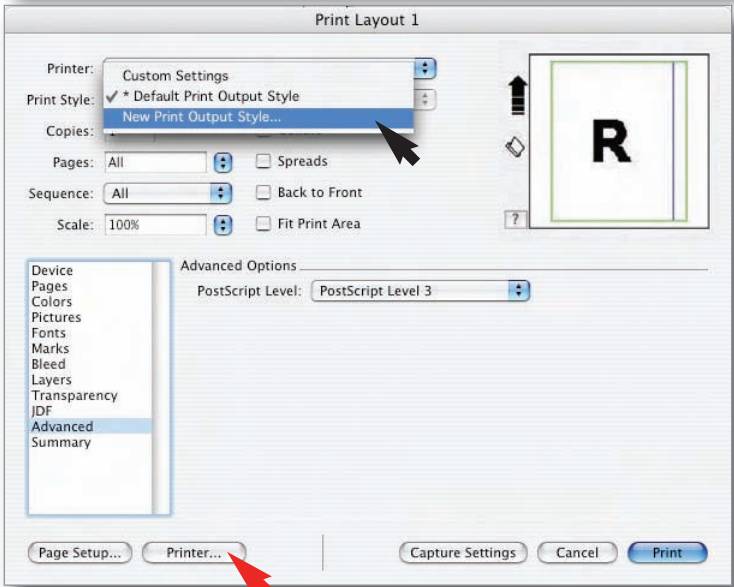 Print Layout 1
Printer:
Custom Settings
Print Style: ✓ * Default Print Output Style
New Print Output Style...
Copies:
Pages: All Spreads
Sequence: All Back to Front
Scale: 100% Fit Print Area
R
?
Device
Pages
Colors
Pictures
Fonts
Marks
Bleed
Layers
Transparency
JDF
Advanced
Summary
Advanced Options
PostScript Level: PostScript Level 3
Page Setup... Printer... Capture Settings Cancel Print